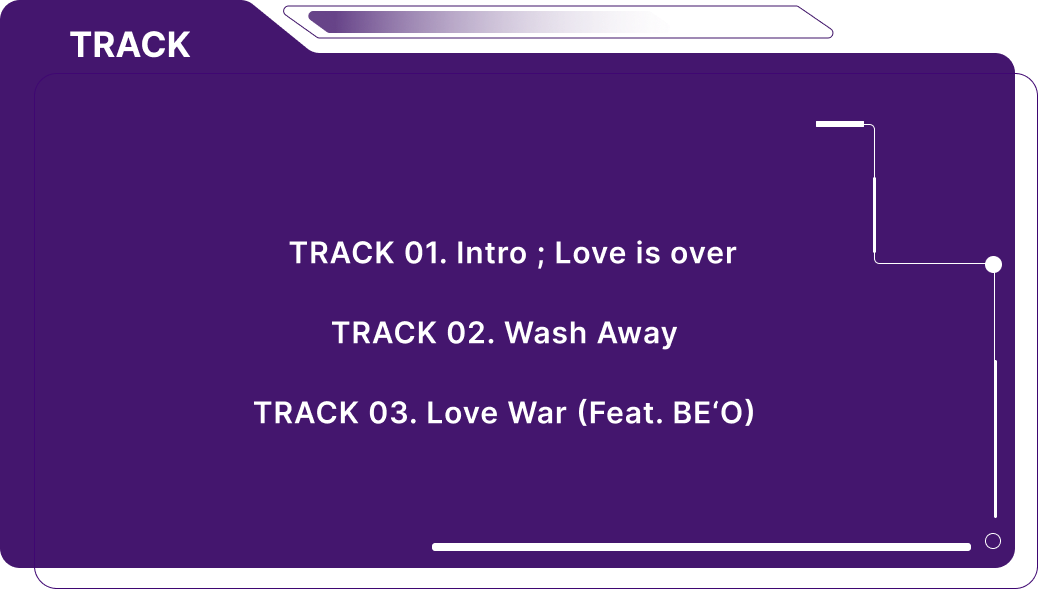 TRACK
TRACK 01. Intro ; Love is over
TRACK 02. Wash Away
TRACK 03. Love War (Feat. BE‘O)